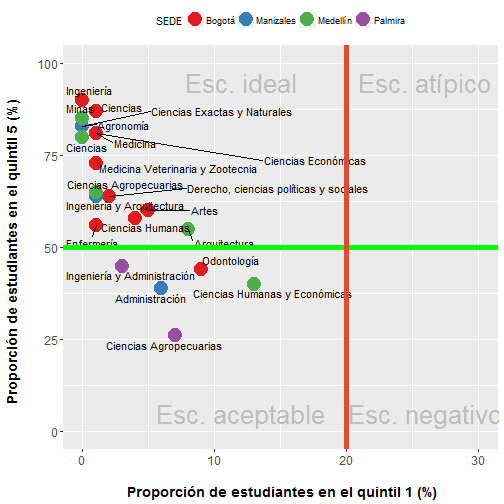 SEDE Bogotá Manizales Medellín Palmira
Proporción de estudiantes en el quintil 5 (%)
100
75
50
25
0
Esc. ideal
Esc. atípico
Ingeniería
Minas
Ciencias
Ciencias Exactas y Naturales
Agronomía
Medicina
Ciencias
Ciencias Económicas
Medicina Veterinaria y Zootecnia
Ciencias Agropecuarias
Derecho, ciencias políticas y sociales
Ingeniería y Arquitectura
Artes
Ciencias Humanas
Enfermería
Arquitectura
Odontología
Ingeniería y Administración
Ciencias Humanas y Económicas
Administración
Ciencias Agropecuarias
Esc. aceptable
Esc. negativo
0
10
20
30
Proporción de estudiantes en el quintil 1 (%)